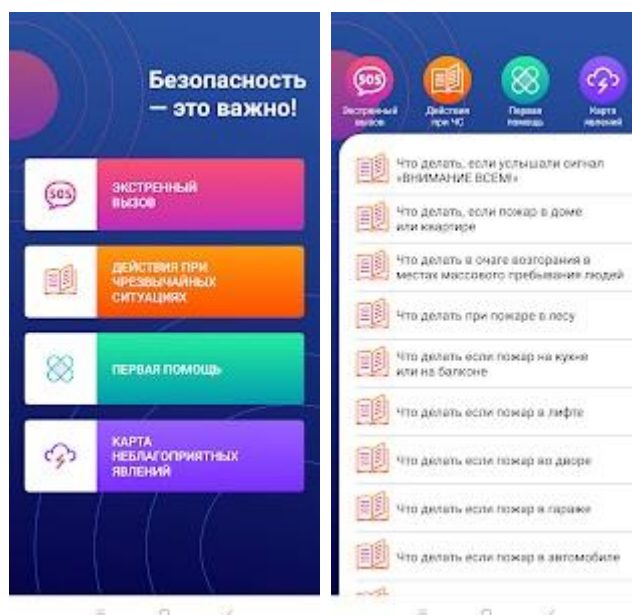 Безопасность
— это важно!
SOS
ЭКСТРЕННЫЙ
ВЫЗОВ
ДЕЙСТВИЯ ПРИ
ЧРЕЗВЫЧАЙНЫХ
СИТУАЦИЯХ
ПЕРВАЯ ПОМОЩЬ
КАРТА
НЕБЛАГОПРИЯТНЫХ
ЯВЛЕНИЙ
SOS
Экстренный
вызов
Действия
при ЧС
Первая
помощь
Карта
явлений
Что делать, если услышали сигнал
«ВНИМАНИЕ ВСЕМ!»
Что делать, если пожар в доме
или квартире
Что делать в очаге возгорания в
местах массового пребывания людей
Что делать при пожаре в лесу
Что делать если пожар на кухне
или на балконе
Что делать если пожар в лифте
Что делать если пожар во дворе
Что делать если пожар в гараже
Что делать если пожар в автомобиле